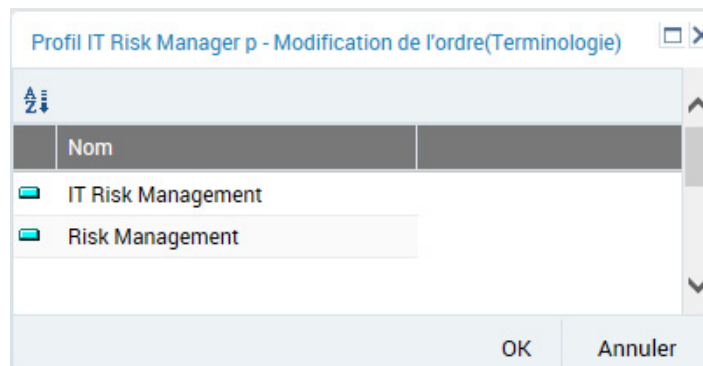 Profil IT Risk Manager p - Modification de l'ordre(Terminologie)
Nom
IT Risk Management
Risk Management
OK Annuler